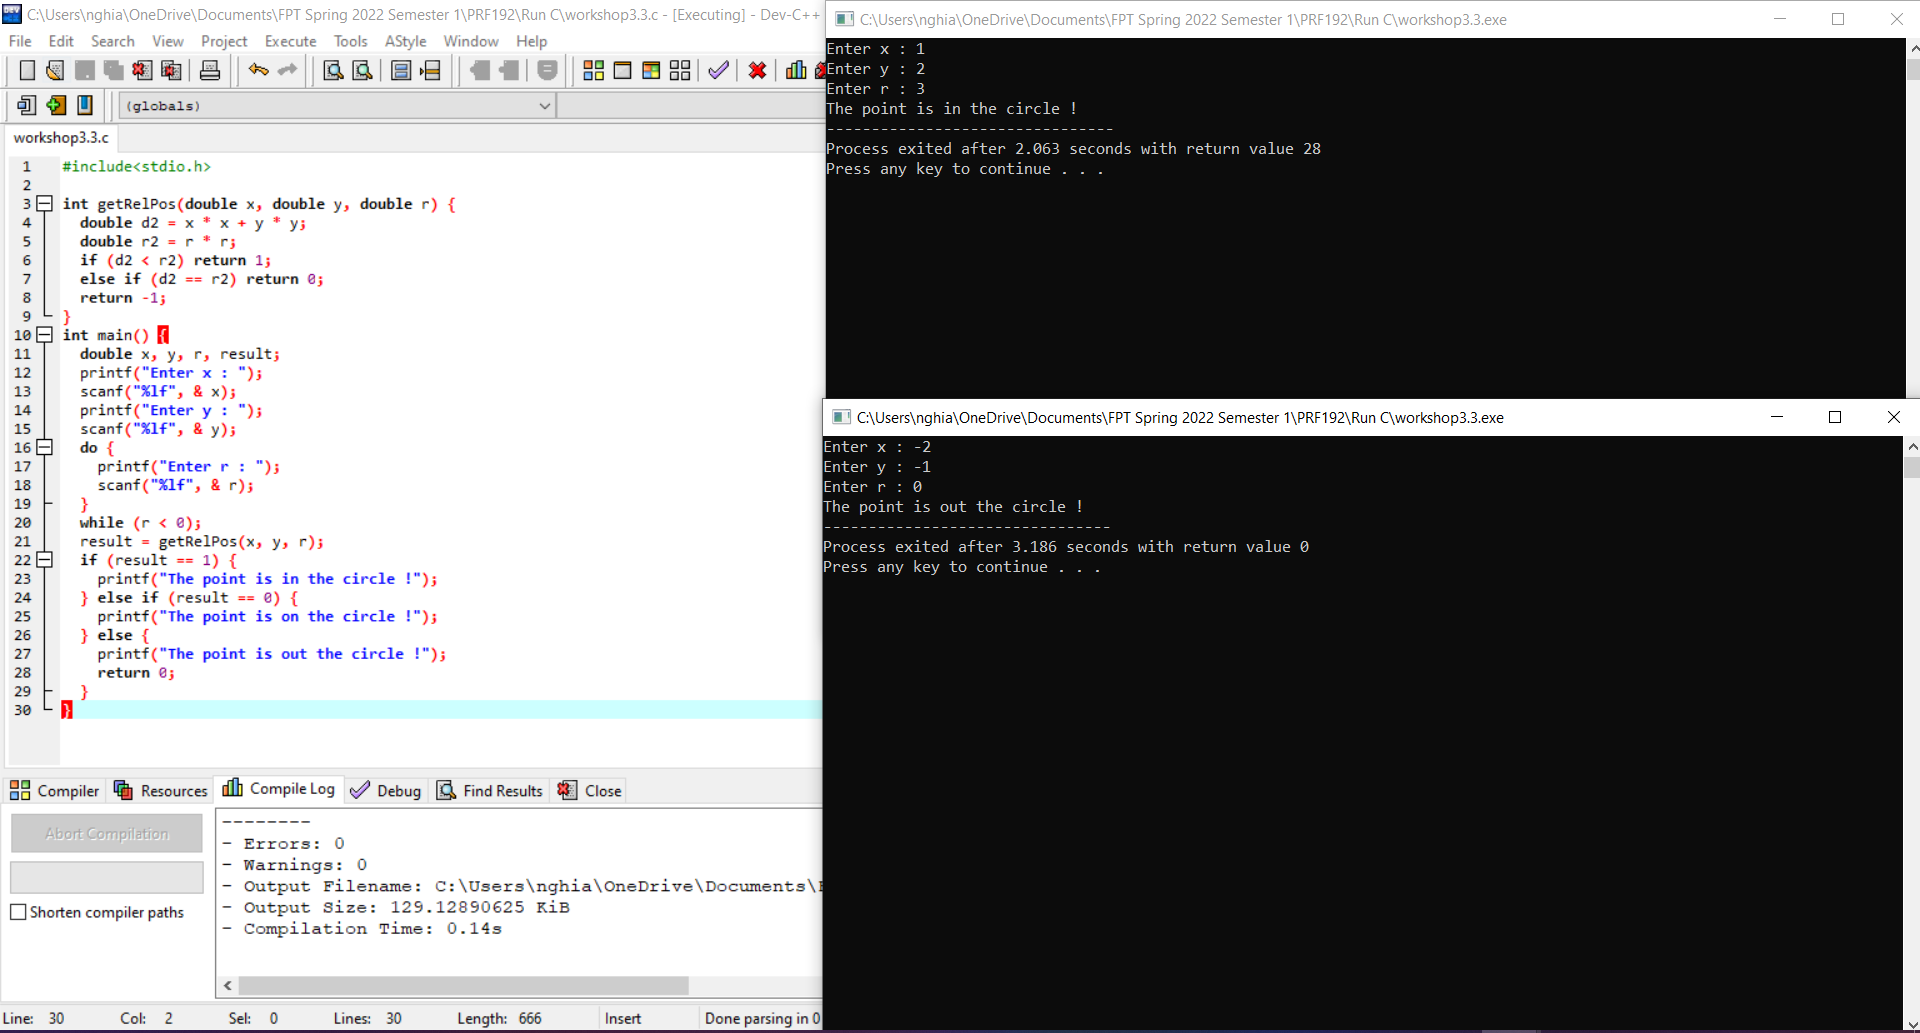 C:\Users\nghia\OneDrive\Documents\FPT Spring 2022 Semester 1\PRF192\Run C\workshop3.3.c - [Executing] - Dev-C++
File Edit Search View Project Execute Tools AStyle Window Help
(globals)
workshop3.3.c
1 #include<stdio.h>
2
3 int getRelPos(double x, double y, double r) {
4 double d2 = x * x + y * y;
5 double r2 = r * r;
6 if (d2 < r2) return 1;
7 else if (d2 == r2) return 0;
8 return -1;
9 }
10 int main() {
11 double x, y, r, result;
12 printf("Enter x : ");
13 scanf("%lf", & x);
14 printf("Enter y : ");
15 scanf("%lf", & y);
16 do {
17 printf("Enter r : ");
18 scanf("%lf", & r);
19 }
20 while (r < 0);
21 result = getRelPos(x, y, r);
22 if (result == 1) {
23 printf("The point is in the circle !");
24 } else if (result == 0) {
25 printf("The point is on the circle !");
26 } else {
27 printf("The point is out the circle !");
28 return 0;
29 }
30 }
Compiler Resources Compile Log Debug Find Results Close
Abort Compilation
Shorten compiler paths
--------
- Errors: 0
- Warnings: 0
- Output Filename: C:\Users\nghia\OneDrive\Documents\
- Output Size: 129.12890625 KiB
- Compilation Time: 0.14s
Line: 30 Col: 2 Sel: 0 Lines: 30 Length: 666 Insert Done parsing in 0
C:\Users\nghia\OneDrive\Documents\FPT Spring 2022 Semester 1\PRF192\Run C\workshop3.3.exe
Enter x : 1
Enter y : 2
Enter r : 3
The point is in the circle !
--------------------------------
Process exited after 2.063 seconds with return value 28
Press any key to continue . . .
C:\Users\nghia\OneDrive\Documents\FPT Spring 2022 Semester 1\PRF192\Run C\workshop3.3.exe
Enter x : -2
Enter y : -1
Enter r : 0
The point is out the circle !
--------------------------------
Process exited after 3.186 seconds with return value 0
Press any key to continue . . .